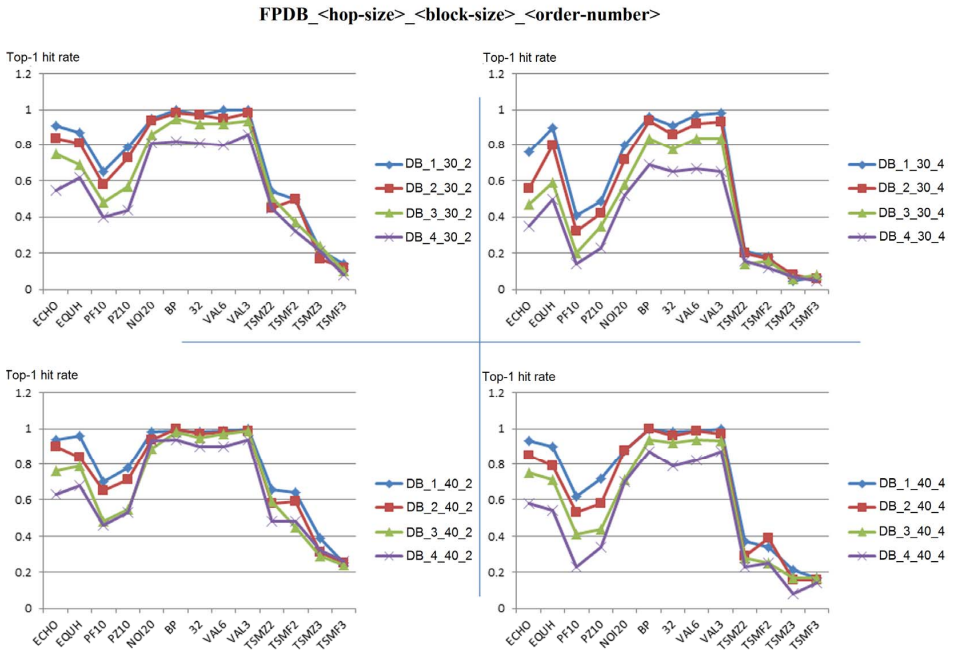 FPDB_<hop-size>_<block-size>_<order-number>
Top-1 hit rate
1.2
1
0.8
0.6
0.4
0.2
0
ECHO
EQUH
PF10
PZ10
NOI20
BP
32
VAL6
VAL3
TSMZ2
TSMF2
TSMZ3
TSMF3
DB_1_30_2
DB_2_30_2
DB_3_30_2
DB_4_30_2
Top-1 hit rate
1.2
1
0.8
0.6
0.4
0.2
0
ECHO
EQUH
PF10
PZ10
NOI20
BP
32
VAL6
VAL3
TSMZ2
TSMF2
TSMZ3
TSMF3
DB_1_30_4
DB_2_30_4
DB_3_30_4
DB_4_30_4
Top-1 hit rate
1.2
1
0.8
0.6
0.4
0.2
0
ECHO
EQUH
PF10
PZ10
NOI20
BP
32
VAL6
VAL3
TSMZ2
TSMF2
TSMZ3
TSMF3
DB_1_40_2
DB_2_40_2
DB_3_40_2
DB_4_40_2
Top-1 hit rate
1.2
1
0.8
0.6
0.4
0.2
0
ECHO
EQUH
PF10
PZ10
NOI20
BP
32
VAL6
VAL3
TSMZ2
TSMF2
TSMZ3
TSMF3
DB_1_40_4
DB_2_40_4
DB_3_40_4
DB_4_40_4